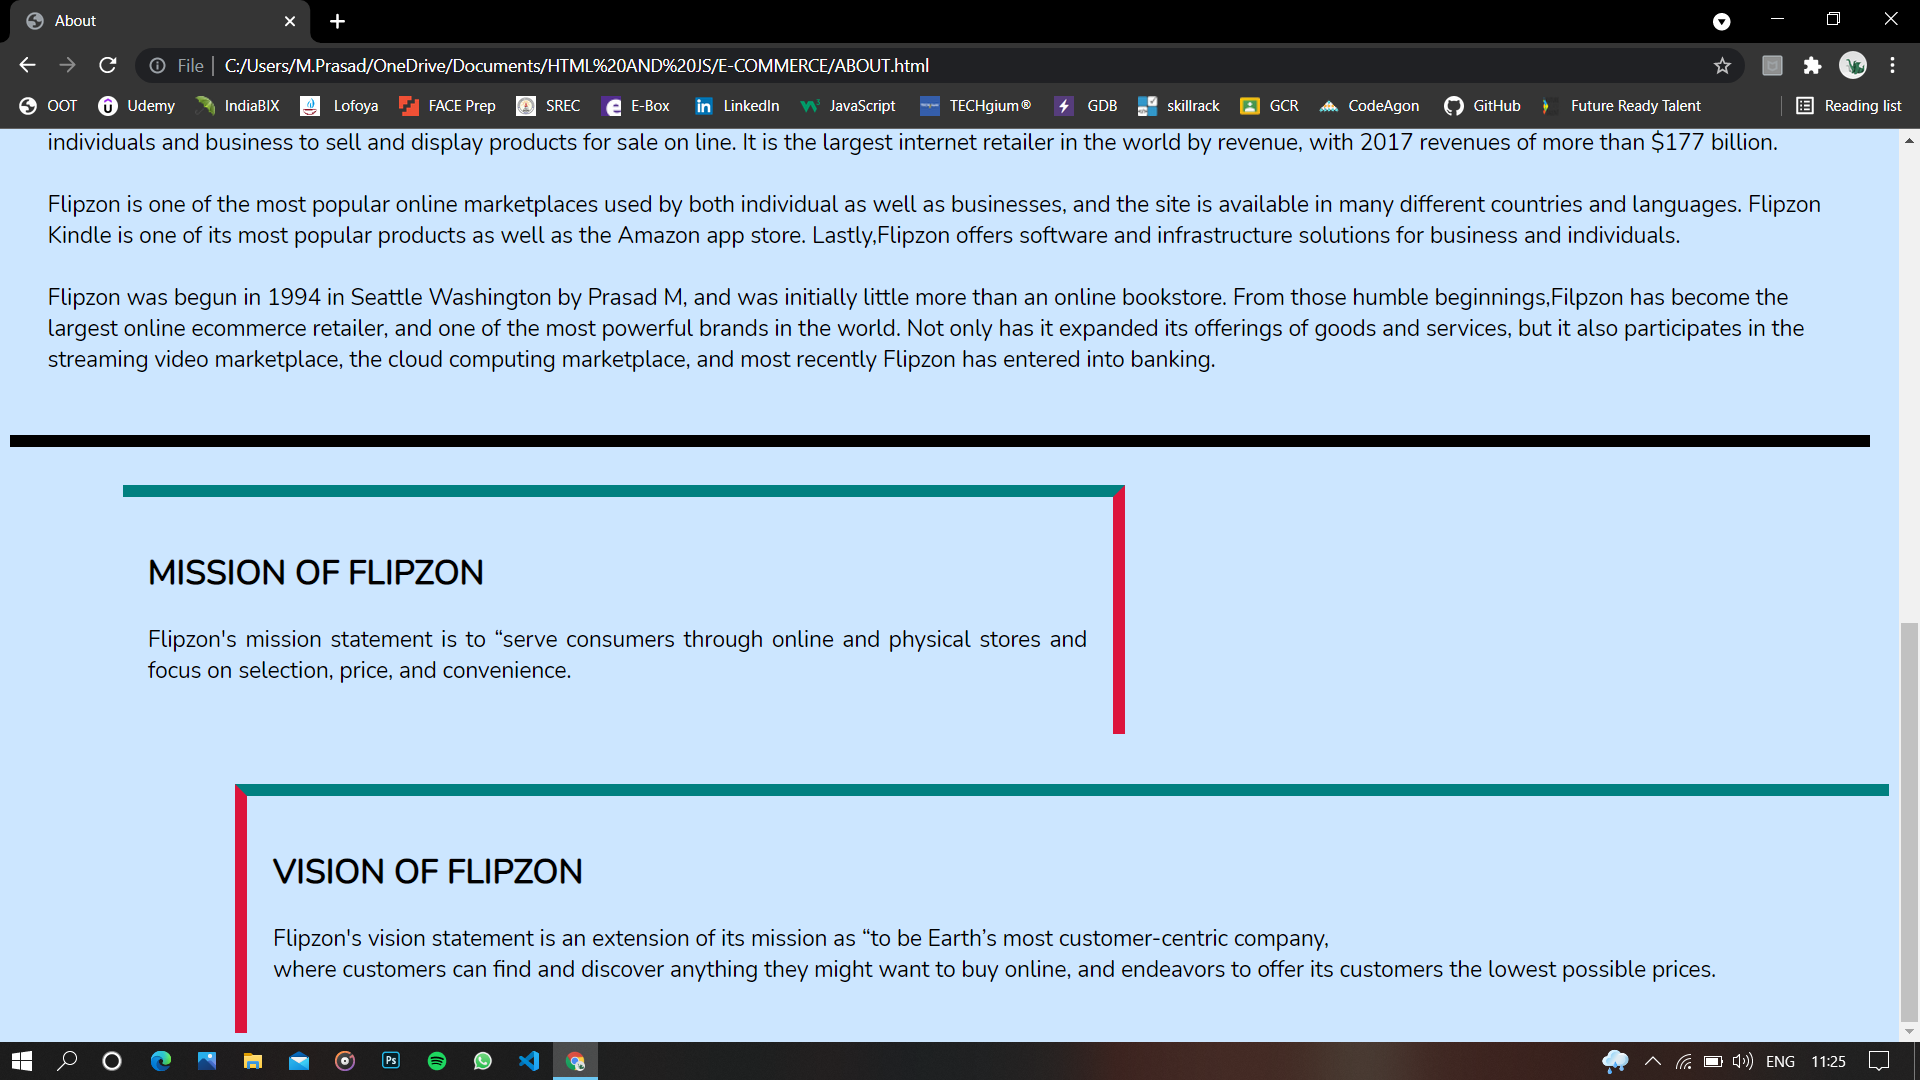 About
File
C:/Users/M.Prasad/OneDrive/Documents/HTML%20AND%20JS/E-COMMERCE/ABOUT.html
OOT Udemy IndiaBIX Lofoya FACE Prep SREC E-Box LinkedIn JavaScript TECHgium® GDB skillrack GCR CodeAgon GitHub Future Ready Talent Reading list
individuals and business to sell and display products for sale on line. It is the largest internet retailer in the world by revenue, with 2017 revenues of more than $177 billion.
Flipzon is one of the most popular online marketplaces used by both individual as well as businesses, and the site is available in many different countries and languages. Flipzon
Kindle is one of its most popular products as well as the Amazon app store. Lastly,Flipzon offers software and infrastructure solutions for business and individuals.
Flipzon was begun in 1994 in Seattle Washington by Prasad M, and was initially little more than an online bookstore. From those humble beginnings,Filpzon has become the
largest online ecommerce retailer, and one of the most powerful brands in the world. Not only has it expanded its offerings of goods and services, but it also participates in the
streaming video marketplace, the cloud computing marketplace, and most recently Flipzon has entered into banking.
MISSION OF FLIPZON
Flipzon's mission statement is to “serve consumers through online and physical stores and
focus on selection, price, and convenience.
VISION OF FLIPZON
Flipzon's vision statement is an extension of its mission as “to be Earth’s most customer-centric company,
where customers can find and discover anything they might want to buy online, and endeavors to offer its customers the lowest possible prices.
Ps
ENG 11:25